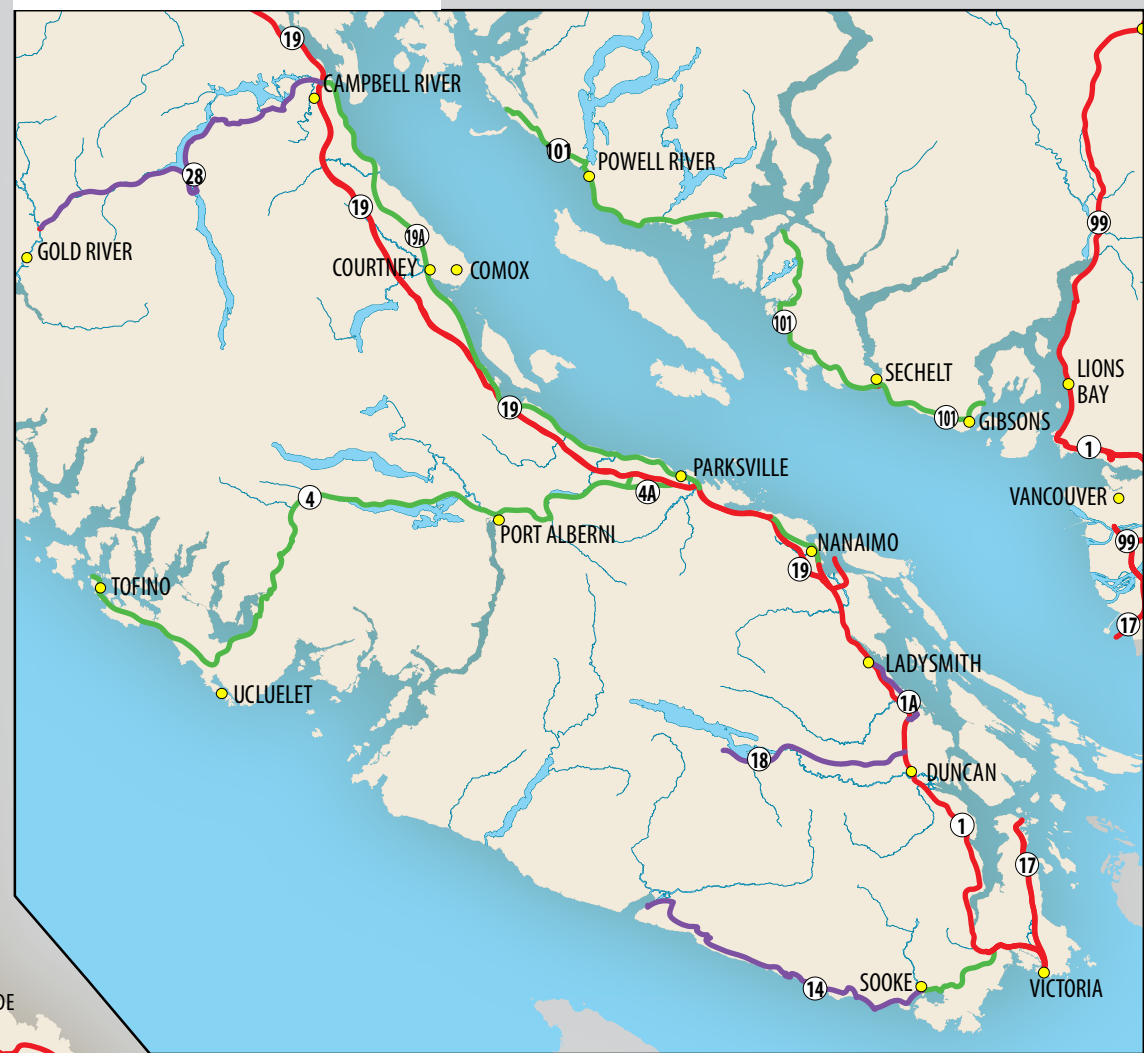 19
CAMPBELL RIVER
101
POWELL RIVER
28
19
99
19A
GOLD RIVER
COURTNEY
COMOX
101
LIONS
BAY
SECHELT
19
101
GIBSONS
1
PARKSVILLE
4
4A
VANCOUVER
PORT ALBERNI
NANAIMO
99
19
TOFINO
17
LADYSMITH
UCLUELET
1A
18
DUNCAN
1
17
SOOKE
14
VICTORIA
DE